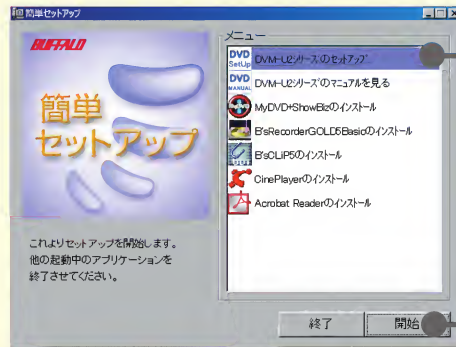 簡単セットアップ
BUFFALO
簡単
セットアップ
これよりセットアップを開始します。
他の起動中のアプリケーションを
終了させてください。
メニュー
DVD SetUp DVM-U2シリーズのセットアップ
DVD MANUAL DVM-U2シリーズのマニュアルを見る
MyDVD+ShowBizのインストール
B'sRecorderGOLD5Basicのインストール
B'sCLiP5のインストール
CinePlayerのインストール
Acrobat Readerのインストール
終了
開始